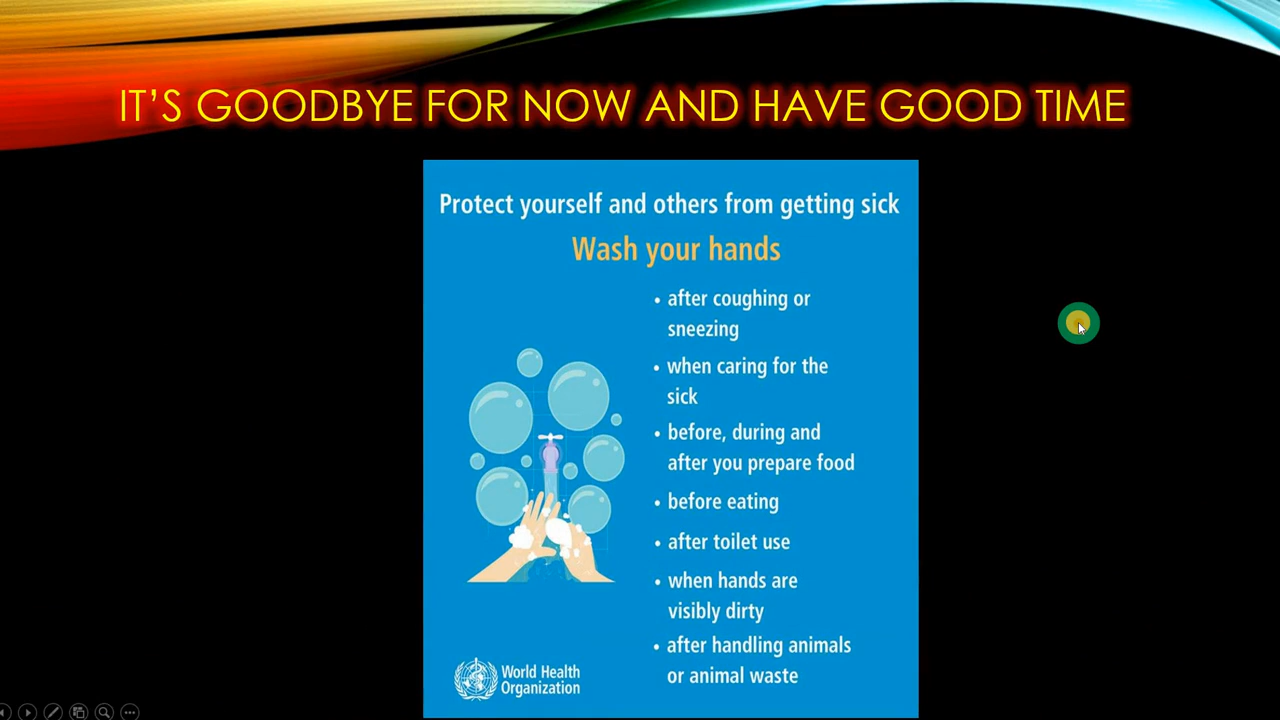 IT'S GOODBYE FOR NOW AND HAVE GOOD TIME
Protect yourself and others from getting sick
Wash your hands
• after coughing or
sneezing
• when caring for the
sick
• before, during and
after you prepare food
• before eating
• after toilet use
• when hands are
visibly dirty
• after handling animals
or animal waste
World Health
Organization